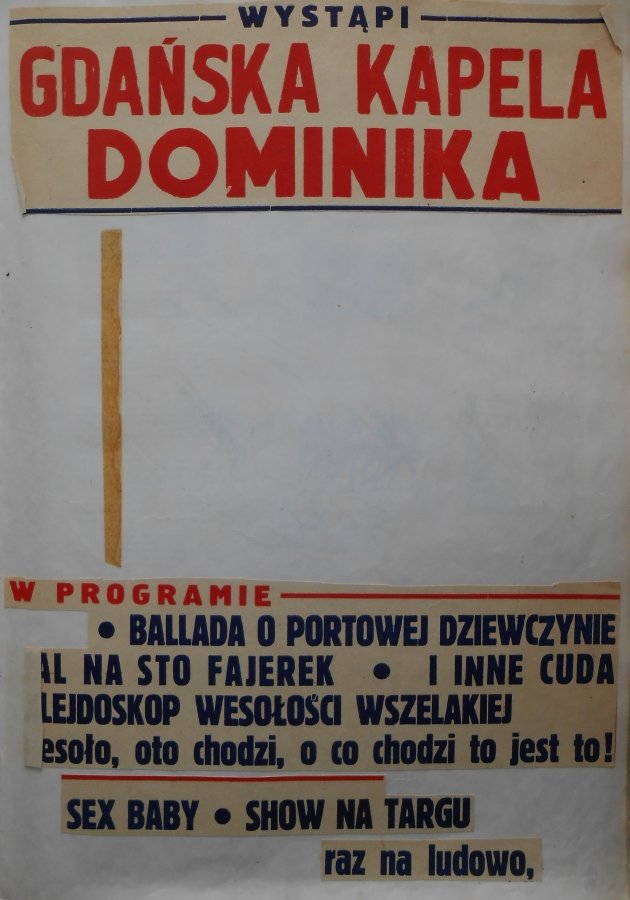 WYSTĄPI
GDAŃSKA KAPELA
DOMINIKA
W PROGRAMIE
• BALLADA O PORTOWEJ DZIEWCZYNIE
AL NA STO FAJEREK • I INNE CUDA
LEJDOSKOP WESOŁOŚCI WSZELAKIEJ
esoło, oto chodzi, o co chodzi to jest to!
SEX BABY • SHOW NA TARGU
raz na ludowo,